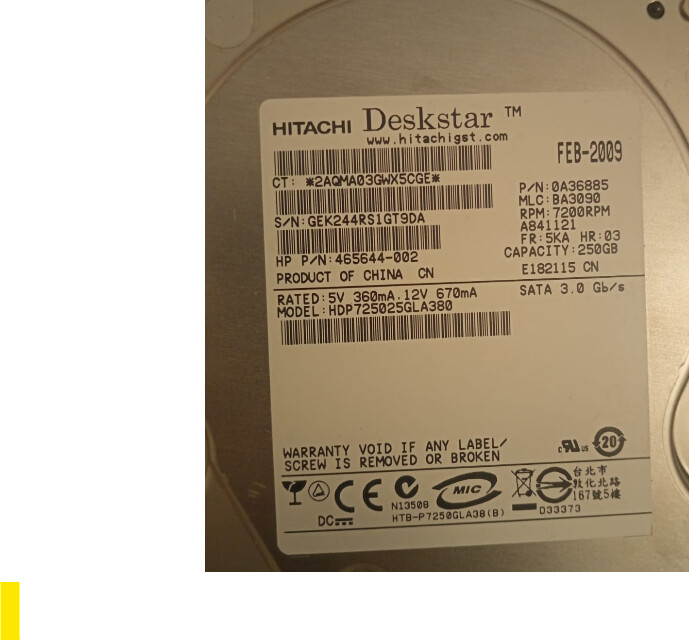 HITACHI Deskstar ™
www.hitachigst.com
FEB-2009
CT: *2AQMA03GWX5CGE*
S/N:GEK244RS1GT9DA
HP P/N:465644-002
PRODUCT OF CHINA CN
P/N:0A36885
MLC:BA3090
RPM:7200RPM
A841121
FR:5KA HR:03
CAPACITY:250GB
E182115 CN
RATED:5V 360mA.12V 670mA
SATA 3.0 Gb/s
MODEL:HDP725025GLA380
WARRANTY VOID IF ANY LABEL/
SCREW IS REMOVED OR BROKEN
c US 20
CE
N13508
MIC
台北市
敦化北路
167號5樓
DC
HTB-P7250GLA38(B)
D33373